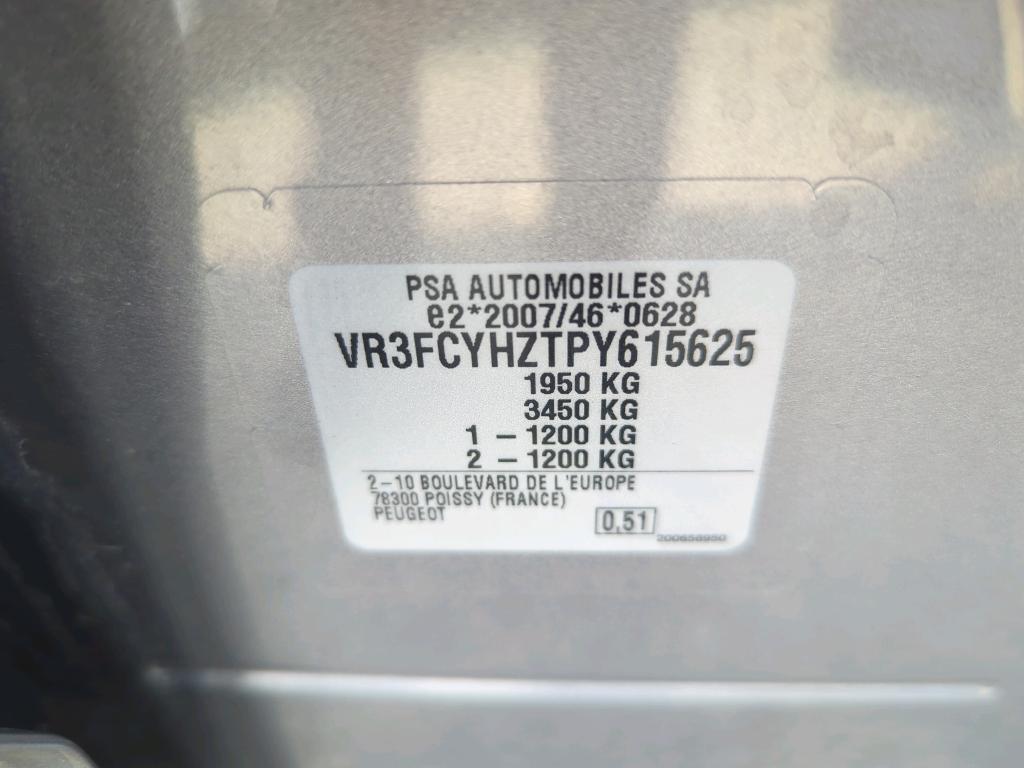 PSA AUTOMOBILES SA
e2*2007/46*0628
VR3FCYHZTPY615625
1950 KG
3450 KG
1 - 1200 KG
2 - 1200 KG
2-10 BOULEVARD DE L'EUROPE
78300 POISSY (FRANCE)
PEUGEOT
0,51
200658950